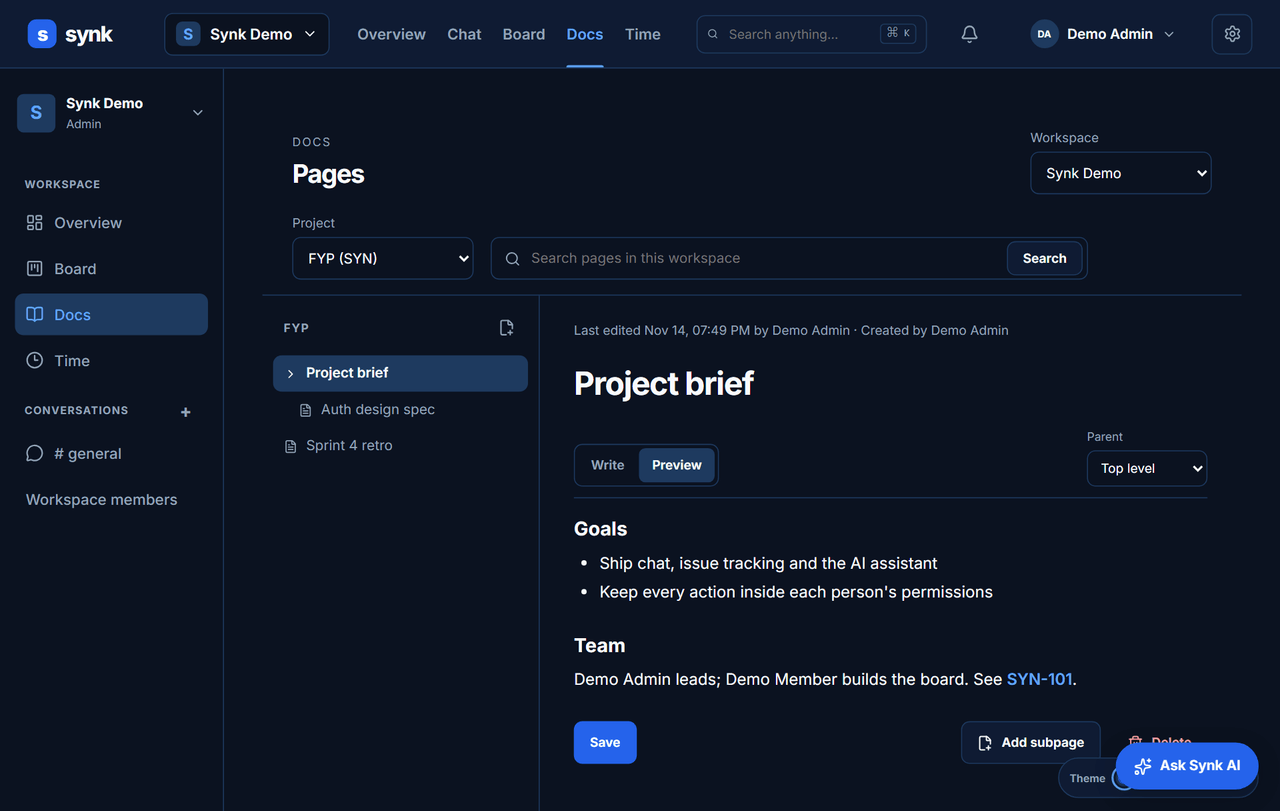 s synk
S Synk Demo
Overview Chat Board Docs Time
Search anything... ⌘ K
DA Demo Admin
S Synk Demo
Admin
WORKSPACE
Overview
Board
Docs
Time
CONVERSATIONS +
# general
Workspace members
DOCS
Pages
Workspace
Synk Demo
Project
FYP (SYN)
Search pages in this workspace
Search
FYP
Project brief
Auth design spec
Sprint 4 retro
Last edited Nov 14, 07:49 PM by Demo Admin · Created by Demo Admin
Project brief
Write Preview
Parent
Top level
Goals
• Ship chat, issue tracking and the AI assistant
• Keep every action inside each person's permissions
Team
Demo Admin leads; Demo Member builds the board. See SYN-101.
Save
Add subpage
Delete
Theme
Ask Synk AI